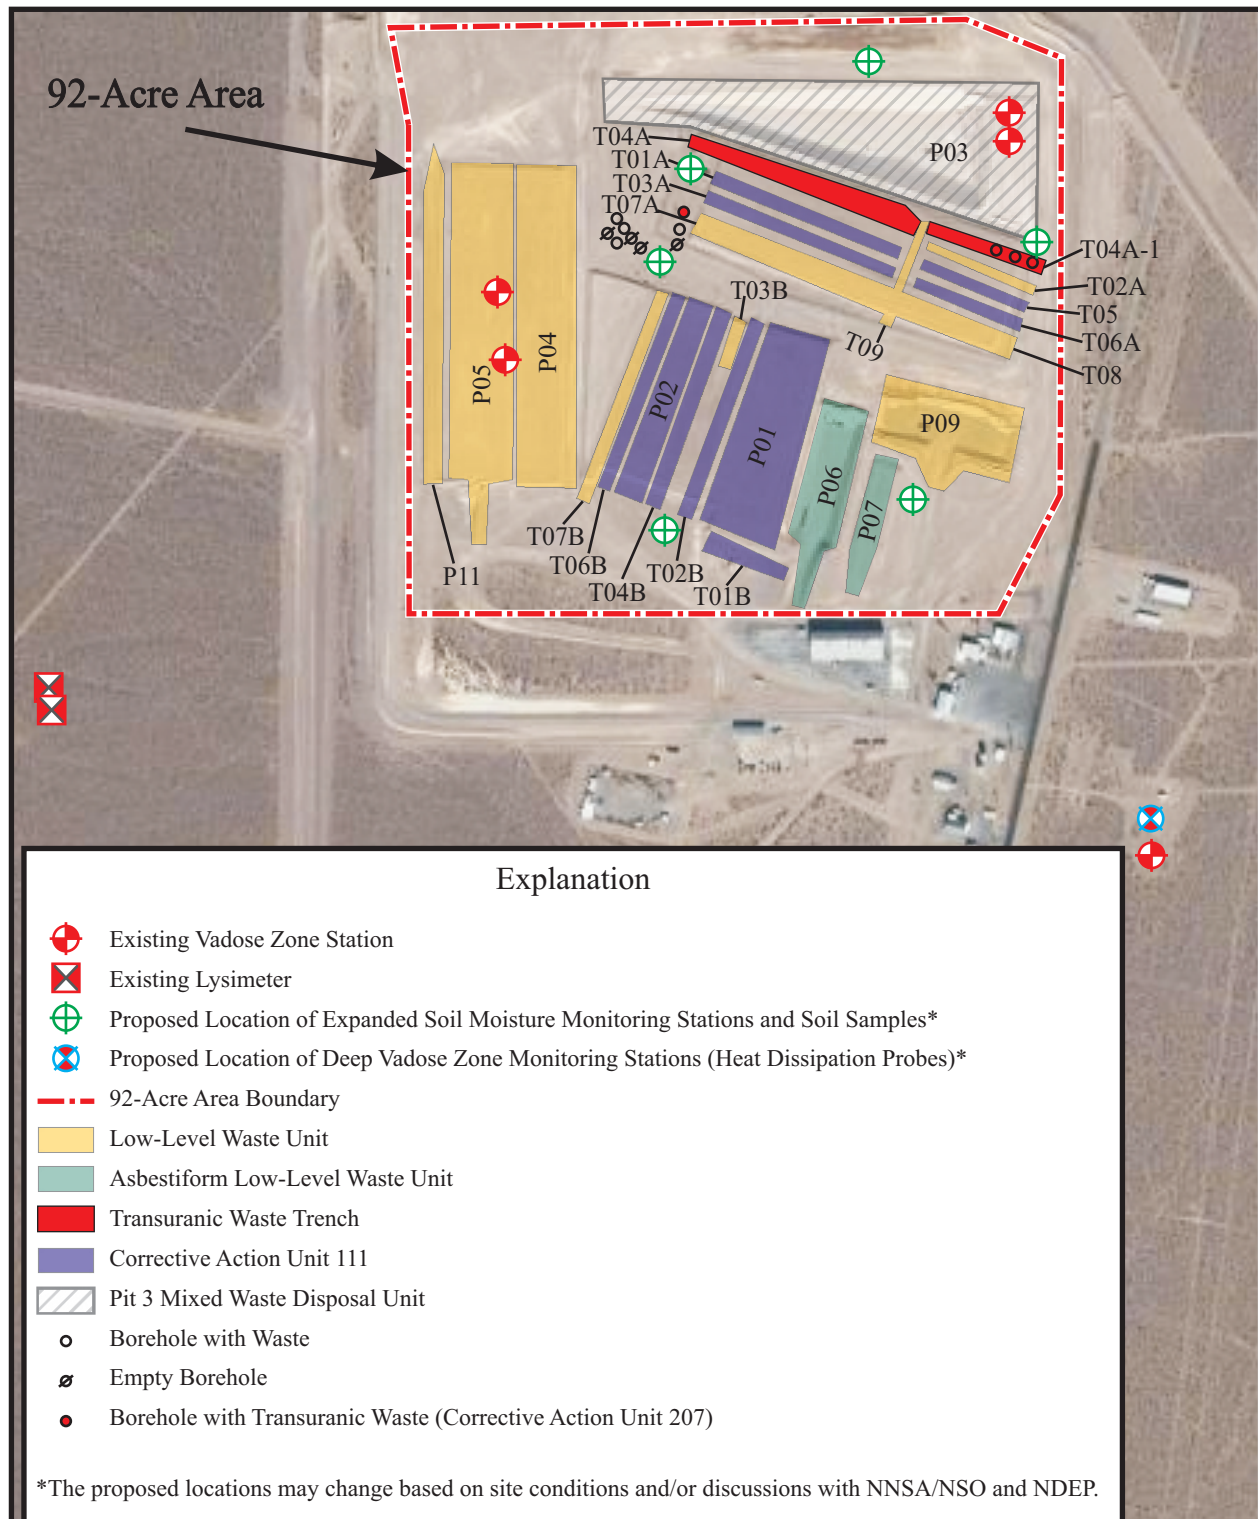 92-Acre Area
T04A
T01A
T03A
T07A
P03
T04A-1
T02A
T05
T06A
T08
T09
T03B
P04
P05
P02
P01
P09
P06
P07
P11
T07B
T06B
T04B
T02B
T01B
Explanation
Existing Vadose Zone Station
Existing Lysimeter
Proposed Location of Expanded Soil Moisture Monitoring Stations and Soil Samples*
Proposed Location of Deep Vadose Zone Monitoring Stations (Heat Dissipation Probes)*
92-Acre Area Boundary
Low-Level Waste Unit
Asbestiform Low-Level Waste Unit
Transuranic Waste Trench
Corrective Action Unit 111
Pit 3 Mixed Waste Disposal Unit
Borehole with Waste
Empty Borehole
Borehole with Transuranic Waste (Corrective Action Unit 207)
*The proposed locations may change based on site conditions and/or discussions with NNSA/NSO and NDEP.